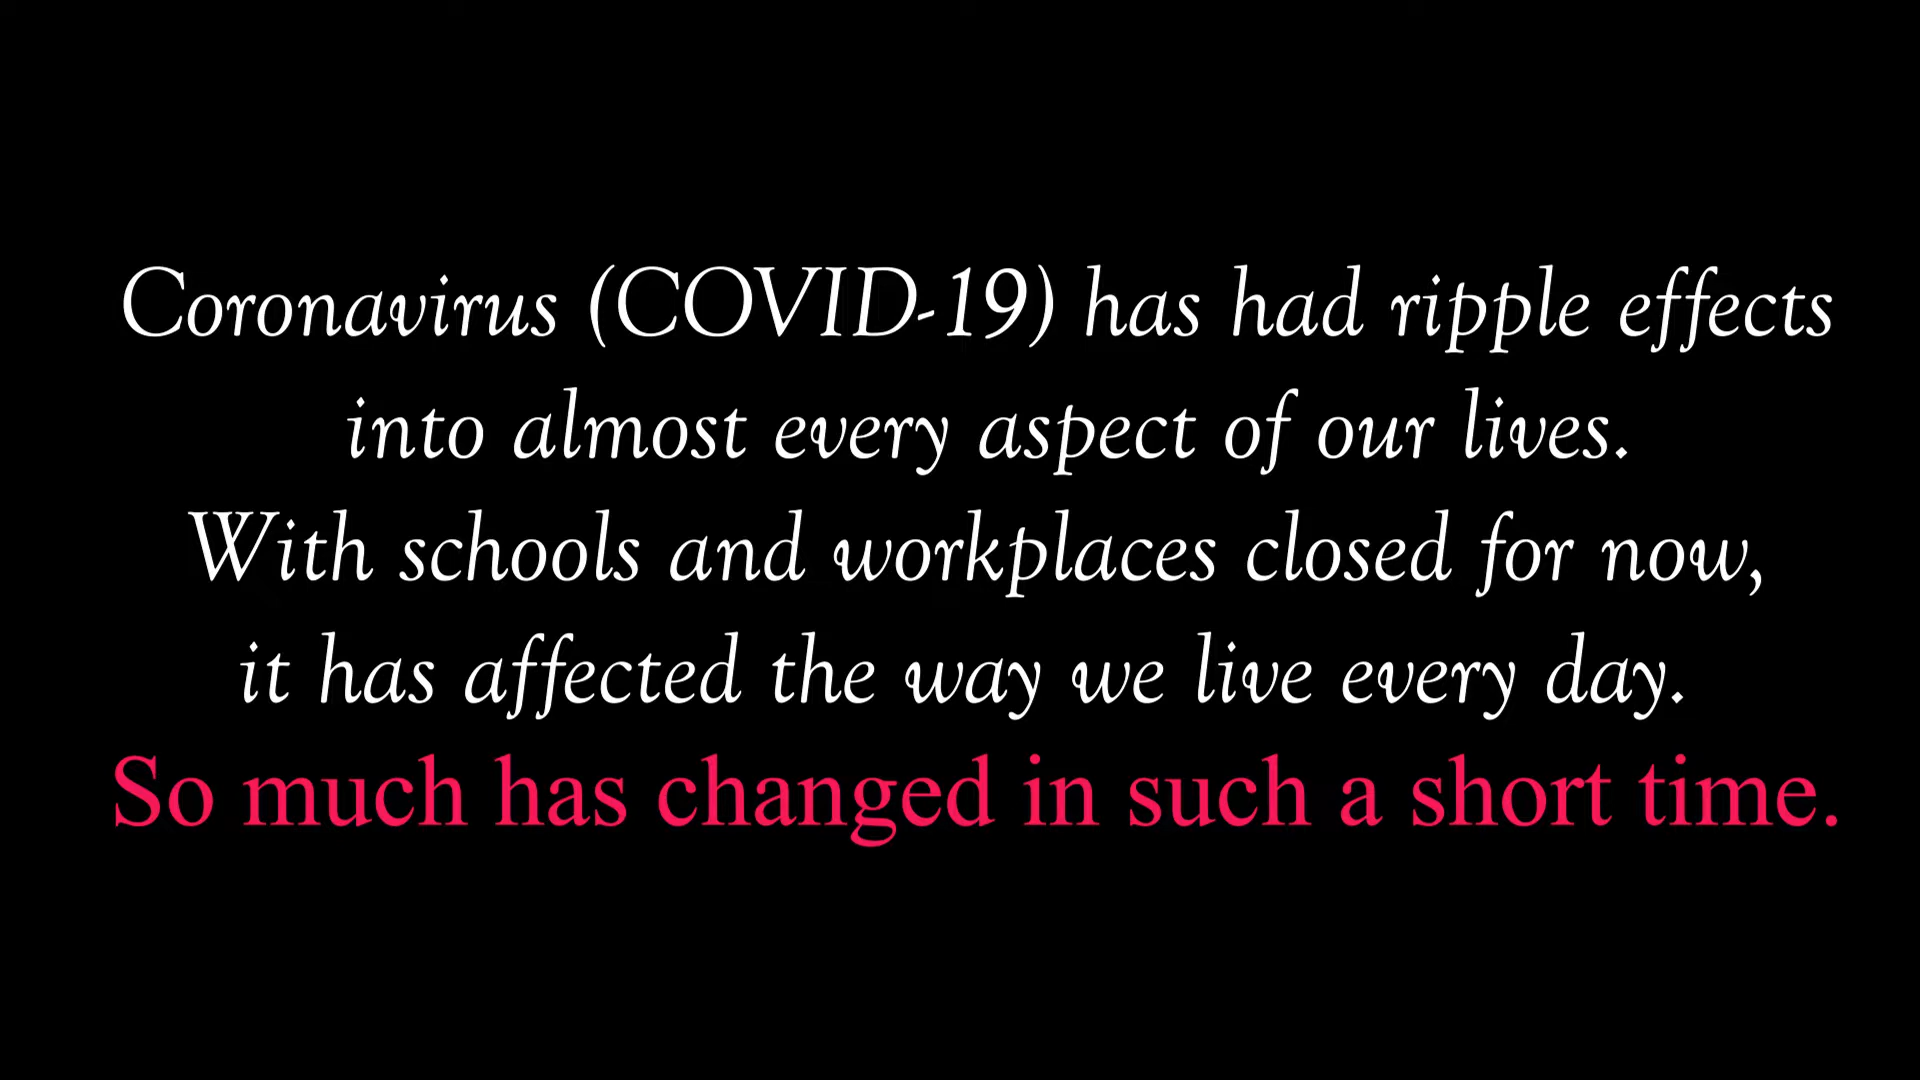 Coronavirus (COVID-19) has had ripple effects
into almost every aspect of our lives.
With schools and workplaces closed for now,
it has affected the way we live every day.
So much has changed in such a short time.